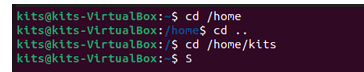 kits@kits-VirtualBox:~$ cd /home
kits@kits-VirtualBox:/home$ cd ..
kits@kits-VirtualBox:/$ cd /home/kits
kits@kits-VirtualBox:~$ S